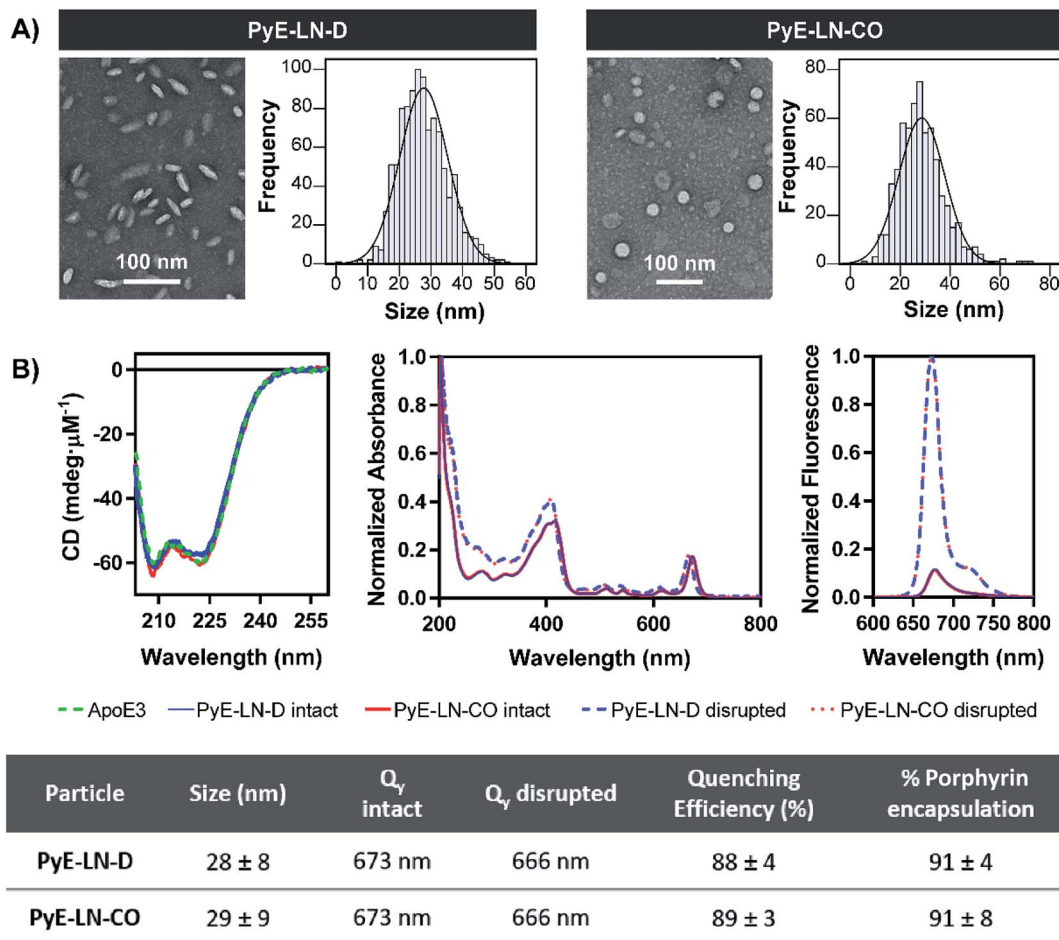 A)
PyE-LN-D
PyE-LN-CO
100 nm
Frequency
100
80
60
40
20
0
0 10 20 30 40 50 60
Size (nm)
100 nm
Frequency
80
60
40
20
0
0 20 40 60 80
Size (nm)
B)
CD (mdeg·µM⁻¹)
0
-20
-40
-60
210 225 240 255
Wavelength (nm)
Normalized Absorbance
1.0
0.8
0.6
0.4
0.2
0.0
200 400 600 800
Wavelength (nm)
Normalized Fluorescence
1.0
0.8
0.6
0.4
0.2
0.0
600 650 700 750 800
Wavelength (nm)
ApoE3 PyE-LN-D intact PyE-LN-CO intact PyE-LN-D disrupted PyE-LN-CO disrupted
Particle Size (nm) Qy intact Qy disrupted Quenching Efficiency (%) % Porphyrin encapsulation
PyE-LN-D 28 ± 8 673 nm 666 nm 88 ± 4 91 ± 4
PyE-LN-CO 29 ± 9 673 nm 666 nm 89 ± 3 91 ± 8